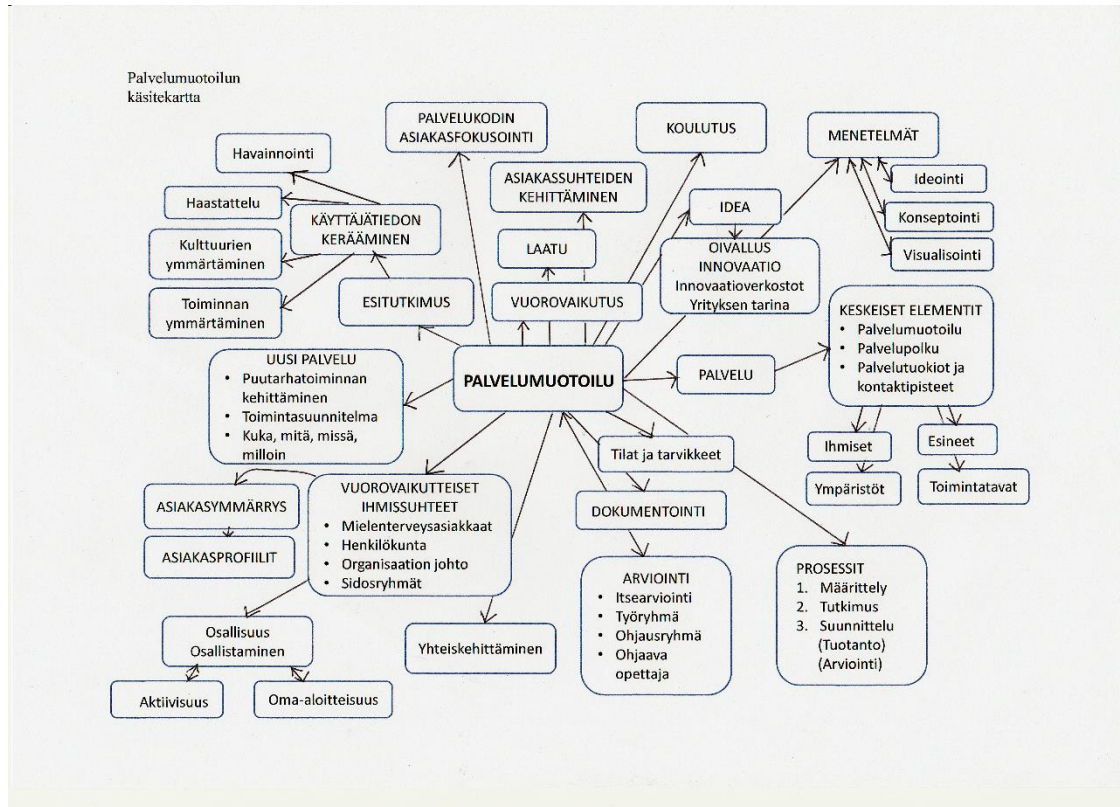 Palvelumuotoilun
käsitekartta
PALVELUKODIN
ASIAKASFOKUSOINTI
KOULUTUS
MENETELMÄT
Havainnointi
ASIAKASSUHTEIDEN
KEHITTÄMINEN
Ideointi
Haastattelu
KÄYTTÄJÄTIEDON
KERÄÄMINEN
IDEA
Konseptointi
Kulttuurien
ymmärtäminen
LAATU
OIVALLUS
INNOVAATIO
Innovaatioverkostot
Yrityksen tarina
Visualisointi
Toiminnan
ymmärtäminen
ESITUTKIMUS
VUOROVAIKUTUS
KESKEISET ELEMENTIT
• Palvelumuotoilu
• Palvelupolku
• Palvelutuokiot ja
kontaktipisteet
UUSI PALVELU
• Puutarhatoiminnan
kehittäminen
• Toimintasuunnitelma
• Kuka, mitä, missä,
milloin
PALVELUMUOTOILU
PALVELU
Ihmiset
Esineet
Tilat ja tarvikkeet
Ympäristöt
Toimintatavat
ASIAKASYMMÄRRYS
VUOROVAIKUTTEISET
IHMISSUHTEET
• Mielenterveysasiakkaat
• Henkilökunta
• Organisaation johto
• Sidosryhmät
DOKUMENTOINTI
ASIAKASPROFIILIT
ARVIOINTI
• Itsearviointi
• Työryhmä
• Ohjausryhmä
• Ohjaava
opettaja
PROSESSIT
1. Määrittely
2. Tutkimus
3. Suunnittelu
(Tuotanto)
(Arviointi)
Osallisuus
Osallistaminen
Yhteiskehittäminen
Aktiivisuus
Oma-aloitteisuus